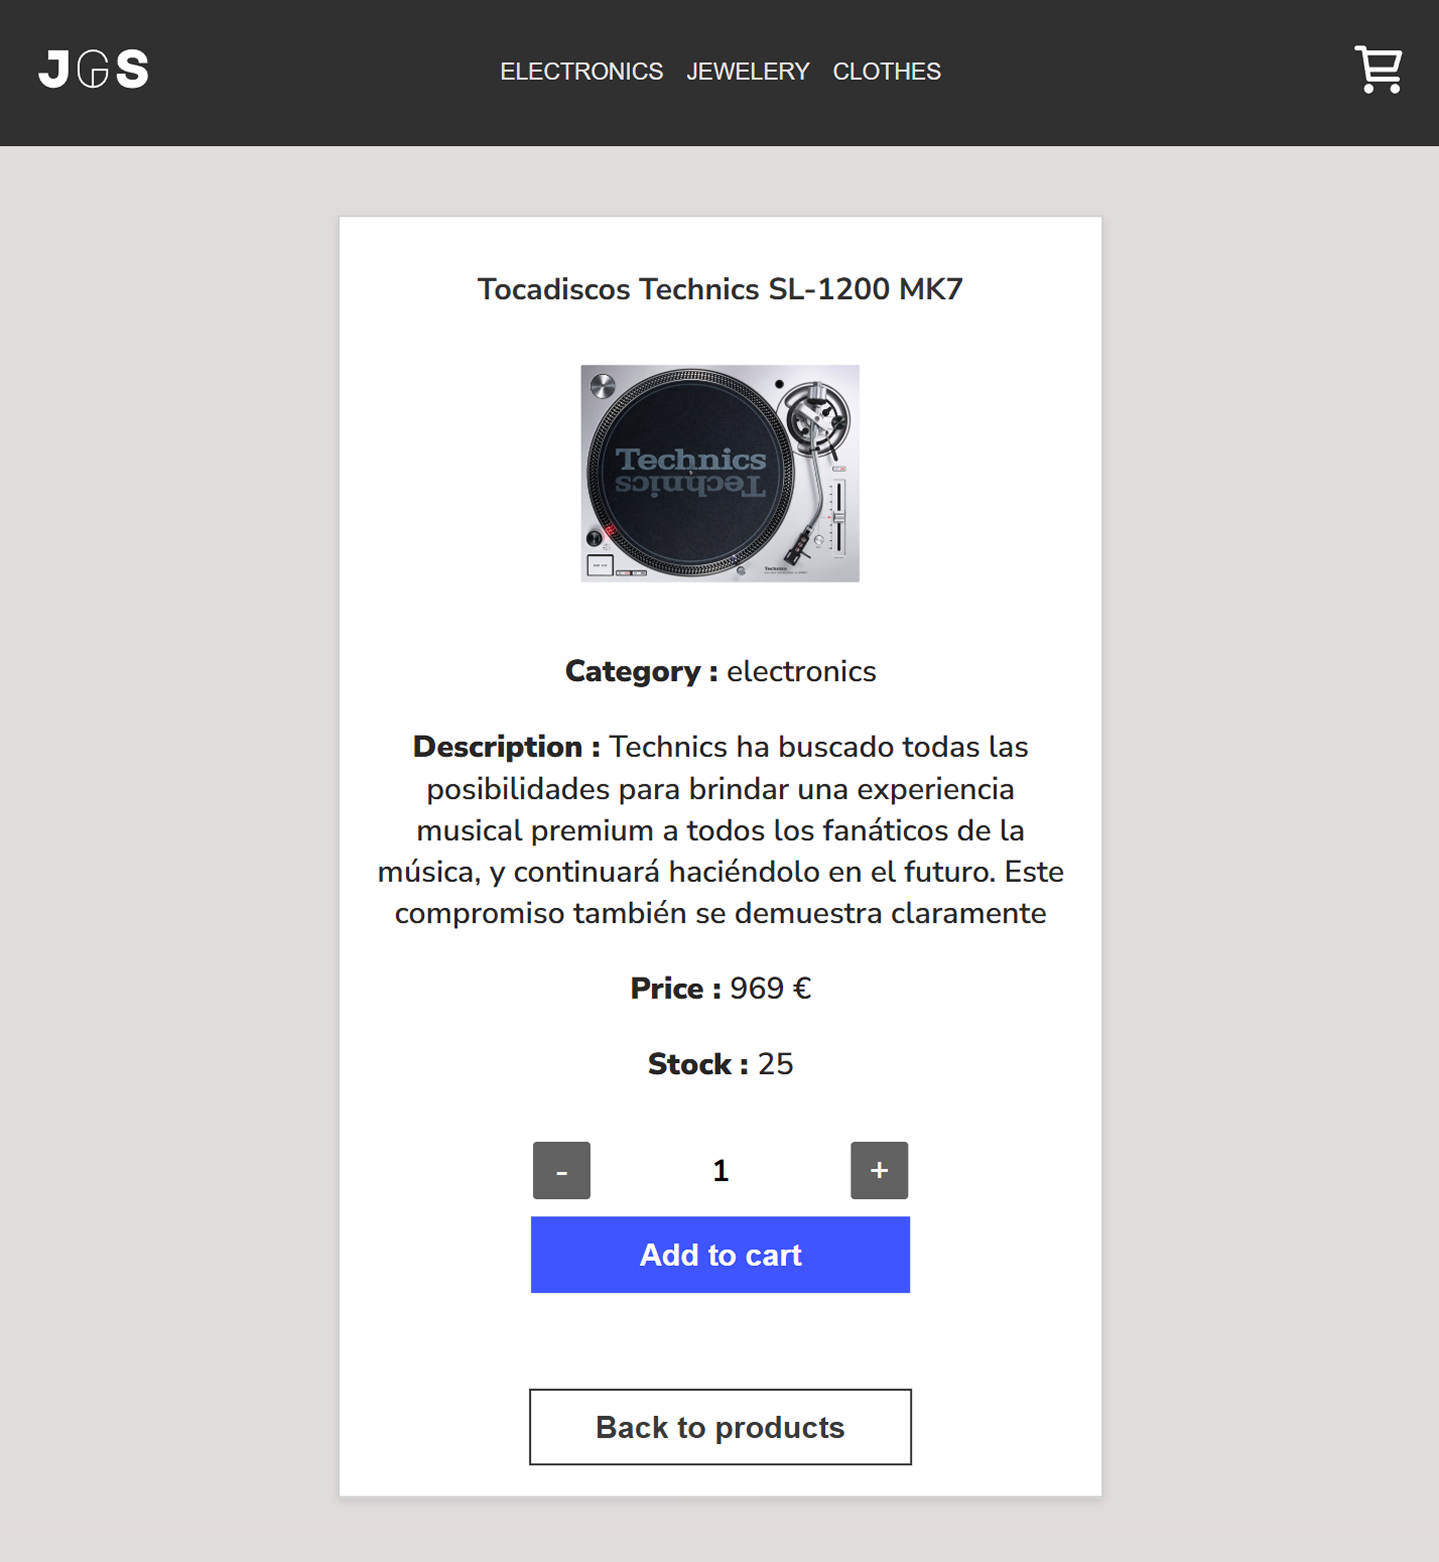 JGS
ELECTRONICS JEWELERY CLOTHES
Tocadiscos Technics SL-1200 MK7
Technics
Technics
Technics
Category : electronics
Description : Technics ha buscado todas las
posibilidades para brindar una experiencia
musical premium a todos los fanáticos de la
música, y continuará haciéndolo en el futuro. Este
compromiso también se demuestra claramente
Price : 969 €
Stock : 25
- 1 +
Add to cart
Back to products